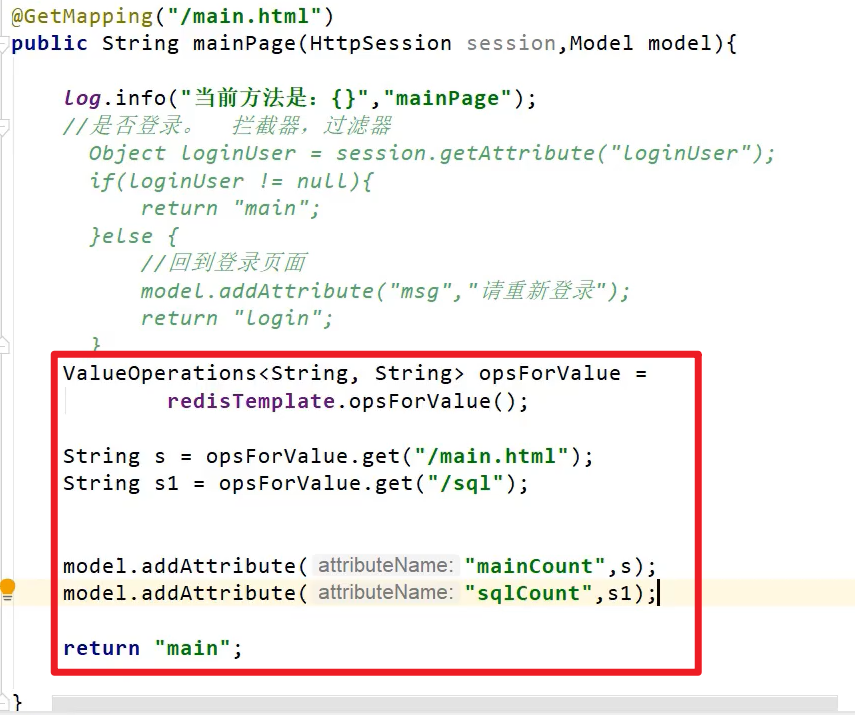 @GetMapping("/main.html")
public String mainPage(HttpSession session,Model model){
log.info("当前方法是：{}","mainPage");
//是否登录。 拦截器，过滤器
Object loginUser = session.getAttribute("loginUser");
if(loginUser != null){
return "main";
}else {
//回到登录页面
model.addAttribute("msg","请重新登录");
return "login";
}
ValueOperations<String, String> opsForValue =
redisTemplate.opsForValue();
String s = opsForValue.get("/main.html");
String s1 = opsForValue.get("/sql");
model.addAttribute( attributeName: "mainCount",s);
model.addAttribute( attributeName: "sqlCount",s1);
return "main";
}